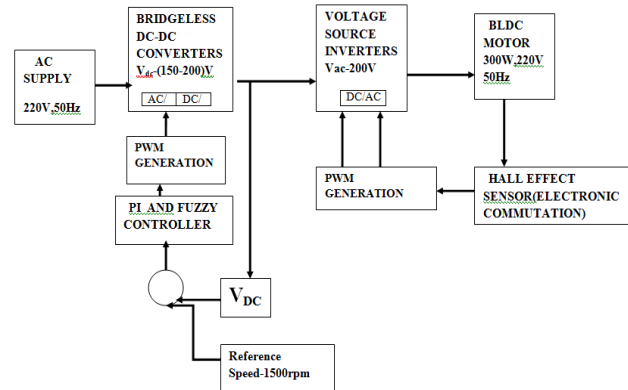 AC
SUPPLY
220V,50Hz
BRIDGELESS
DC-DC
CONVERTERS
Vdc-(150-200)V
AC/ DC/
VOLTAGE
SOURCE
INVERTERS
Vac-200V
DC/AC
BLDC
MOTOR
300W,220V
50Hz
PWM
GENERATION
PWM
GENERATION
HALL EFFECT
SENSOR(ELECTRONIC
COMMUTATION)
PI AND FUZZY
CONTROLLER
VDC
Reference
Speed-1500rpm